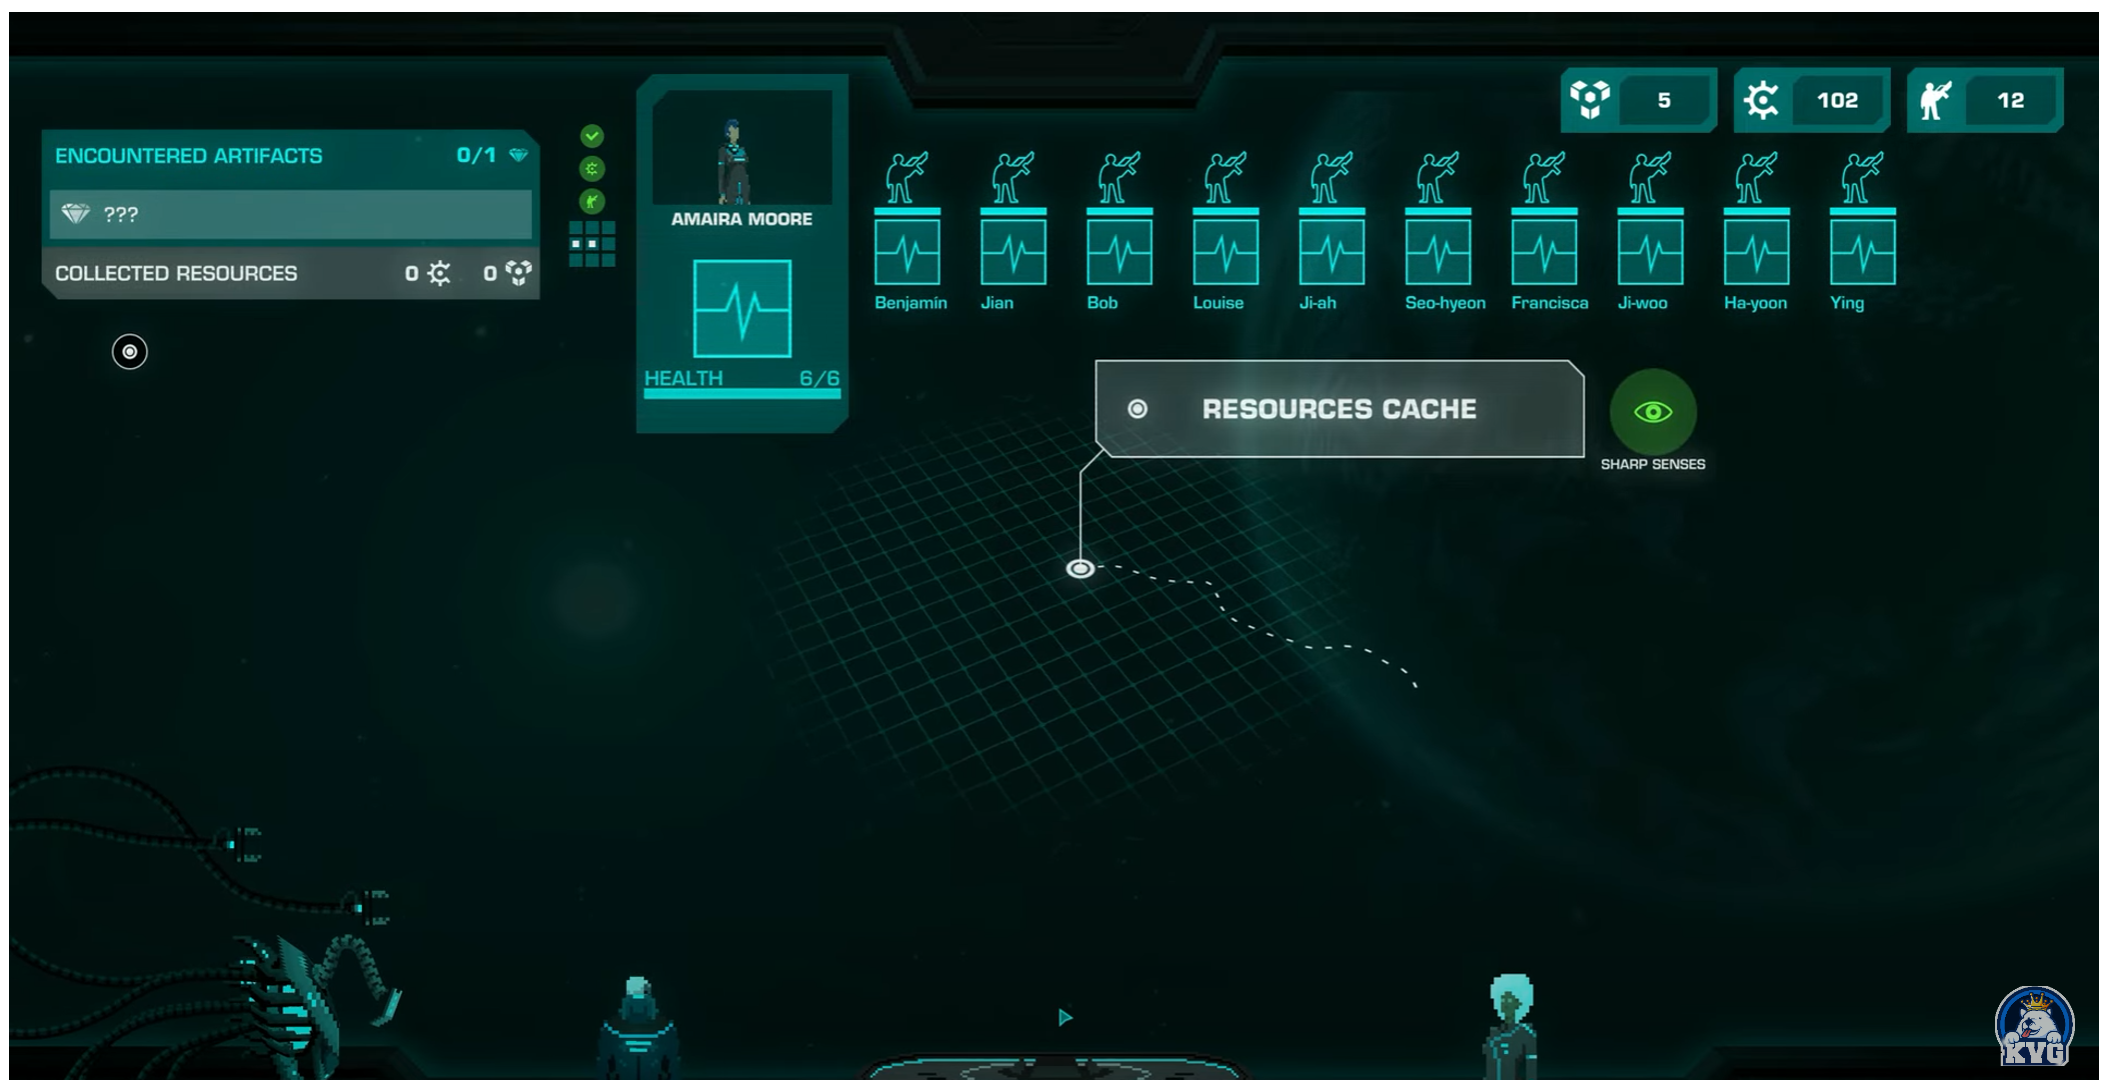 5
102
12
ENCOUNTERED ARTIFACTS 0/1
???
COLLECTED RESOURCES 0 0
AMAIRA MOORE
HEALTH 6/6
Benjamín Jian Bob Louise Ji-ah Seo-hyeon Francisca Ji-woo Ha-yoon Ying
RESOURCES CACHE
SHARP SENSES
KVG